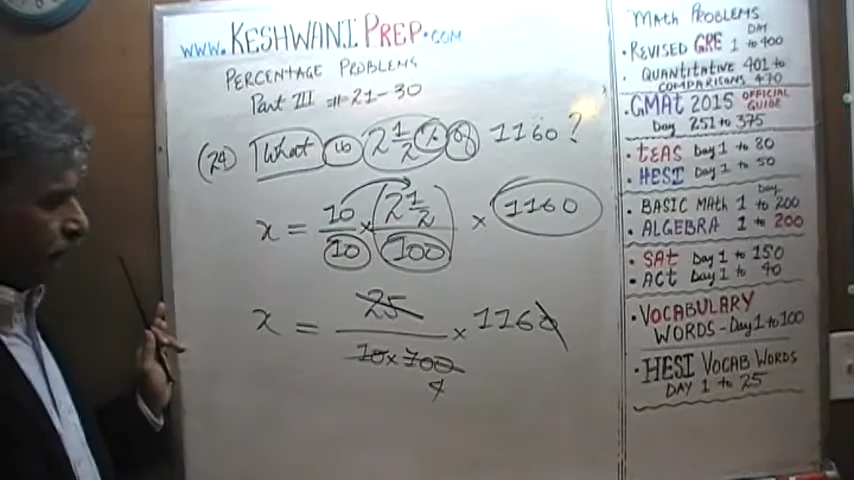 www.KESHWANI PREP.com
PERCENTAGE PROBLEMS
Part III # 21-30
(24) What is 2 1/2 % of 1160?
x = 10/10 × (2 1/2)/100 × 1160
x = 25/(10×100) × 1160
4
MATH PROBLEMS
• REVISED GRE DAY 1 to 400
• QUANTITATIVE COMPARISONS 401 to 470
• GMAT 2015 OFFICIAL GUIDE
Day 251 to 375
• TEAS Day 1 to 80
• HESI Day 1 to 50
• BASIC MATH Day 1 to 200
• ALGEBRA 1 to 200
• SAT Day 1 to 150
• ACT Day 1 to 40
• VOCABULARY
WORDS - Day 1 to 100
• HESI VOCAB WORDS
DAY 1 to 25